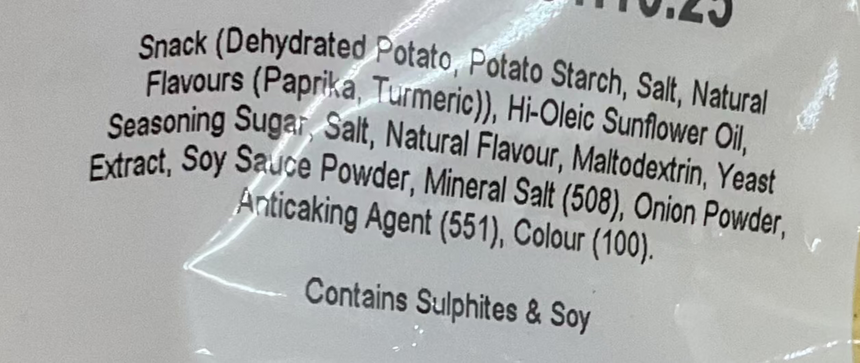 Snack (Dehydrated Potato, Potato Starch, Salt, Natural
Flavours (Paprika, Turmeric)), Hi-Oleic Sunflower Oil,
Seasoning Sugar, Salt, Natural Flavour, Maltodextrin, Yeast
Extract, Soy Sauce Powder, Mineral Salt (508), Onion Powder,
Anticaking Agent (551), Colour (100).
Contains Sulphites & Soy